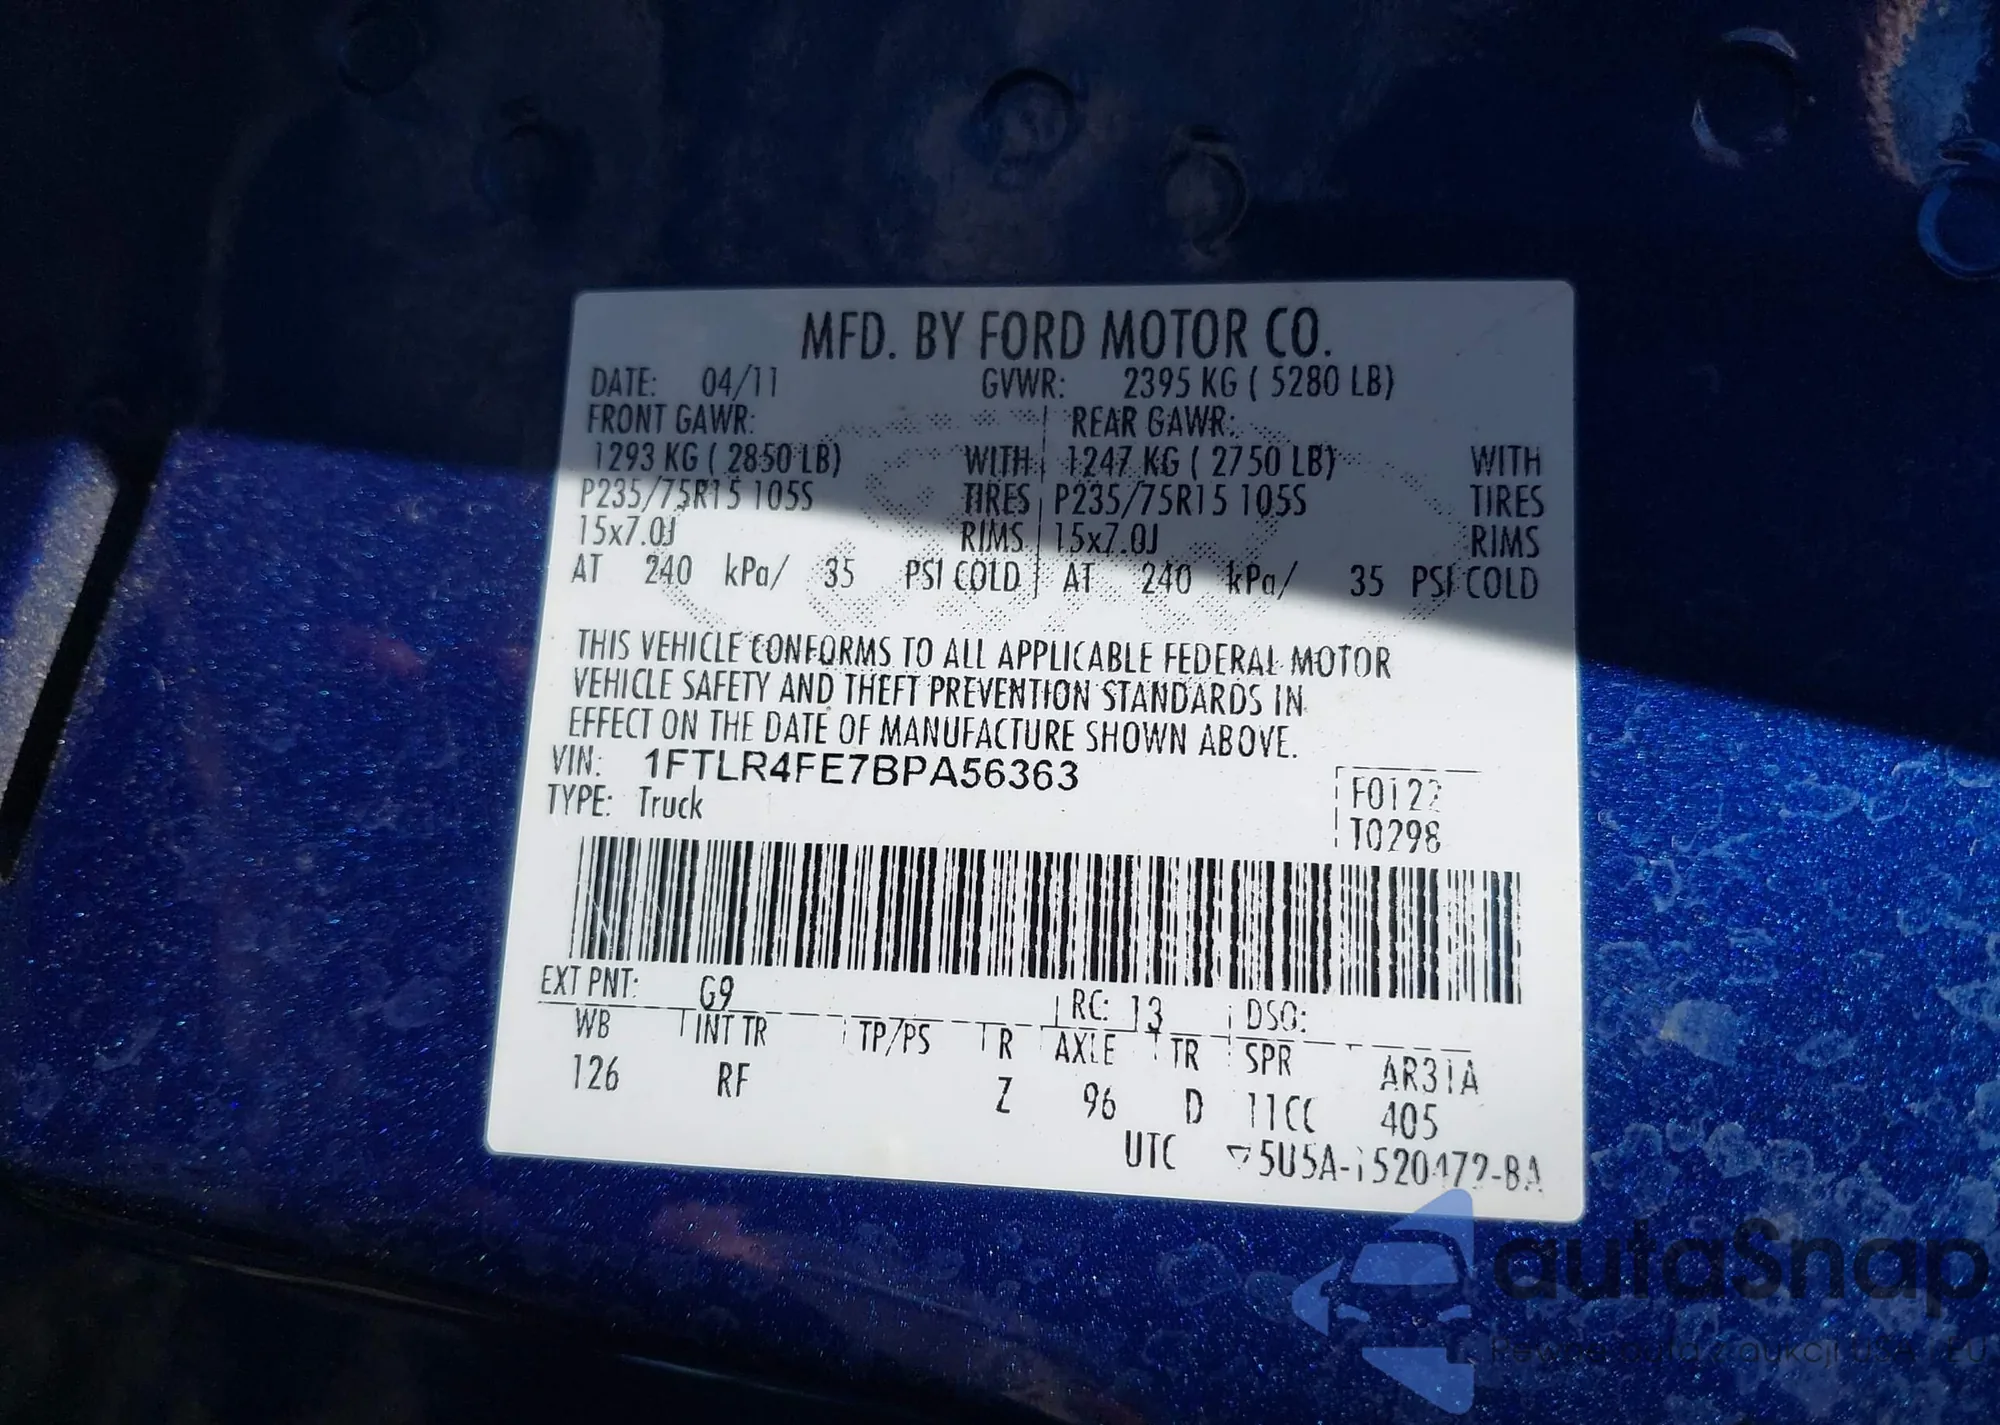 MFD. BY FORD MOTOR CO.
DATE: 04/11 GVWR: 2395 KG ( 5280 LB)
FRONT GAWR: REAR GAWR:
1293 KG ( 2850 LB) WITH 1247 KG ( 2750 LB) WITH
P235/75R15 105S TIRES P235/75R15 105S TIRES
15x7.0J RIMS 15x7.0J RIMS
AT 240 kPa/ 35 PSI COLD AT 240 kPa/ 35 PSI COLD
THIS VEHICLE CONFORMS TO ALL APPLICABLE FEDERAL MOTOR
VEHICLE SAFETY AND THEFT PREVENTION STANDARDS IN
EFFECT ON THE DATE OF MANUFACTURE SHOWN ABOVE.
VIN: 1FTLR4FE7BPA56363
TYPE: Truck
F0122
T0298
EXT PNT: G9 RC: 13 DSO:
WB INT TR TP/PS R AXLE TR SPR AR31A
126 RF Z 96 D 11CC 405
UTC
autaSnap